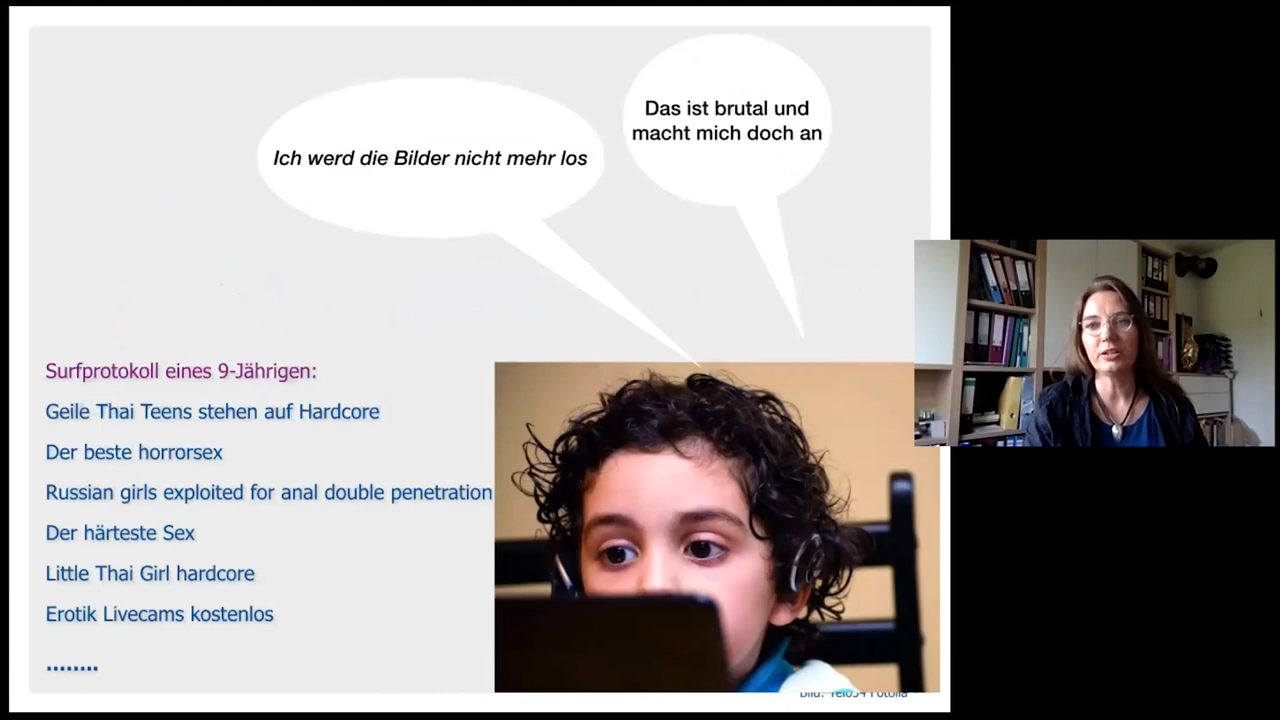 Das ist brutal und
macht mich doch an
Ich werd die Bilder nicht mehr los
Surfprotokoll eines 9-Jährigen:
Geile Thai Teens stehen auf Hardcore
Der beste horrorsex
Russian girls exploited for anal double penetration
Der härteste Sex
Little Thai Girl hardcore
Erotik Livecams kostenlos
........